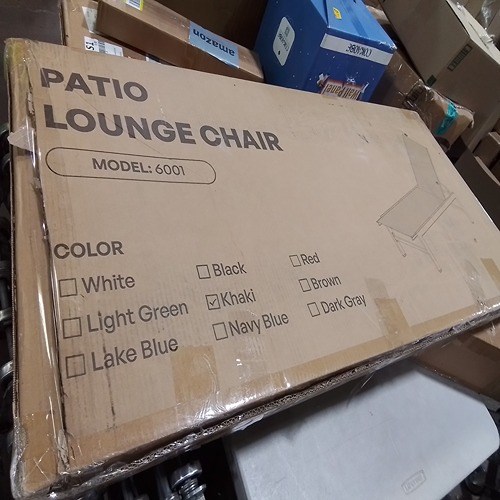 PATIO
LOUNGE CHAIR
MODEL: 6001
COLOR
White
Black
Red
Light Green
Khaki
Brown
Lake Blue
Navy Blue
Dark Gray
amazon